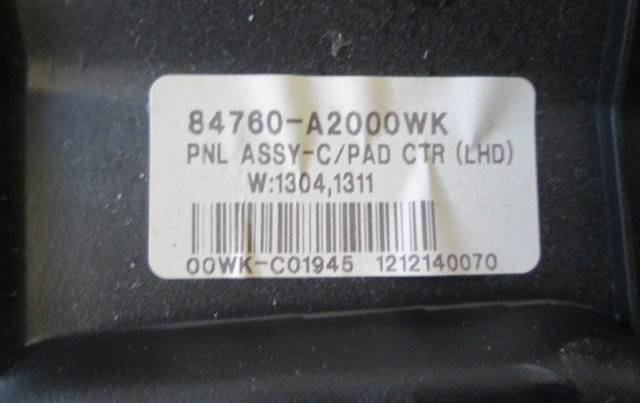 84760-A2000WK
PNL ASSY-C/PAD CTR (LHD)
W:1304,1311
00WK-C01945 1212140070